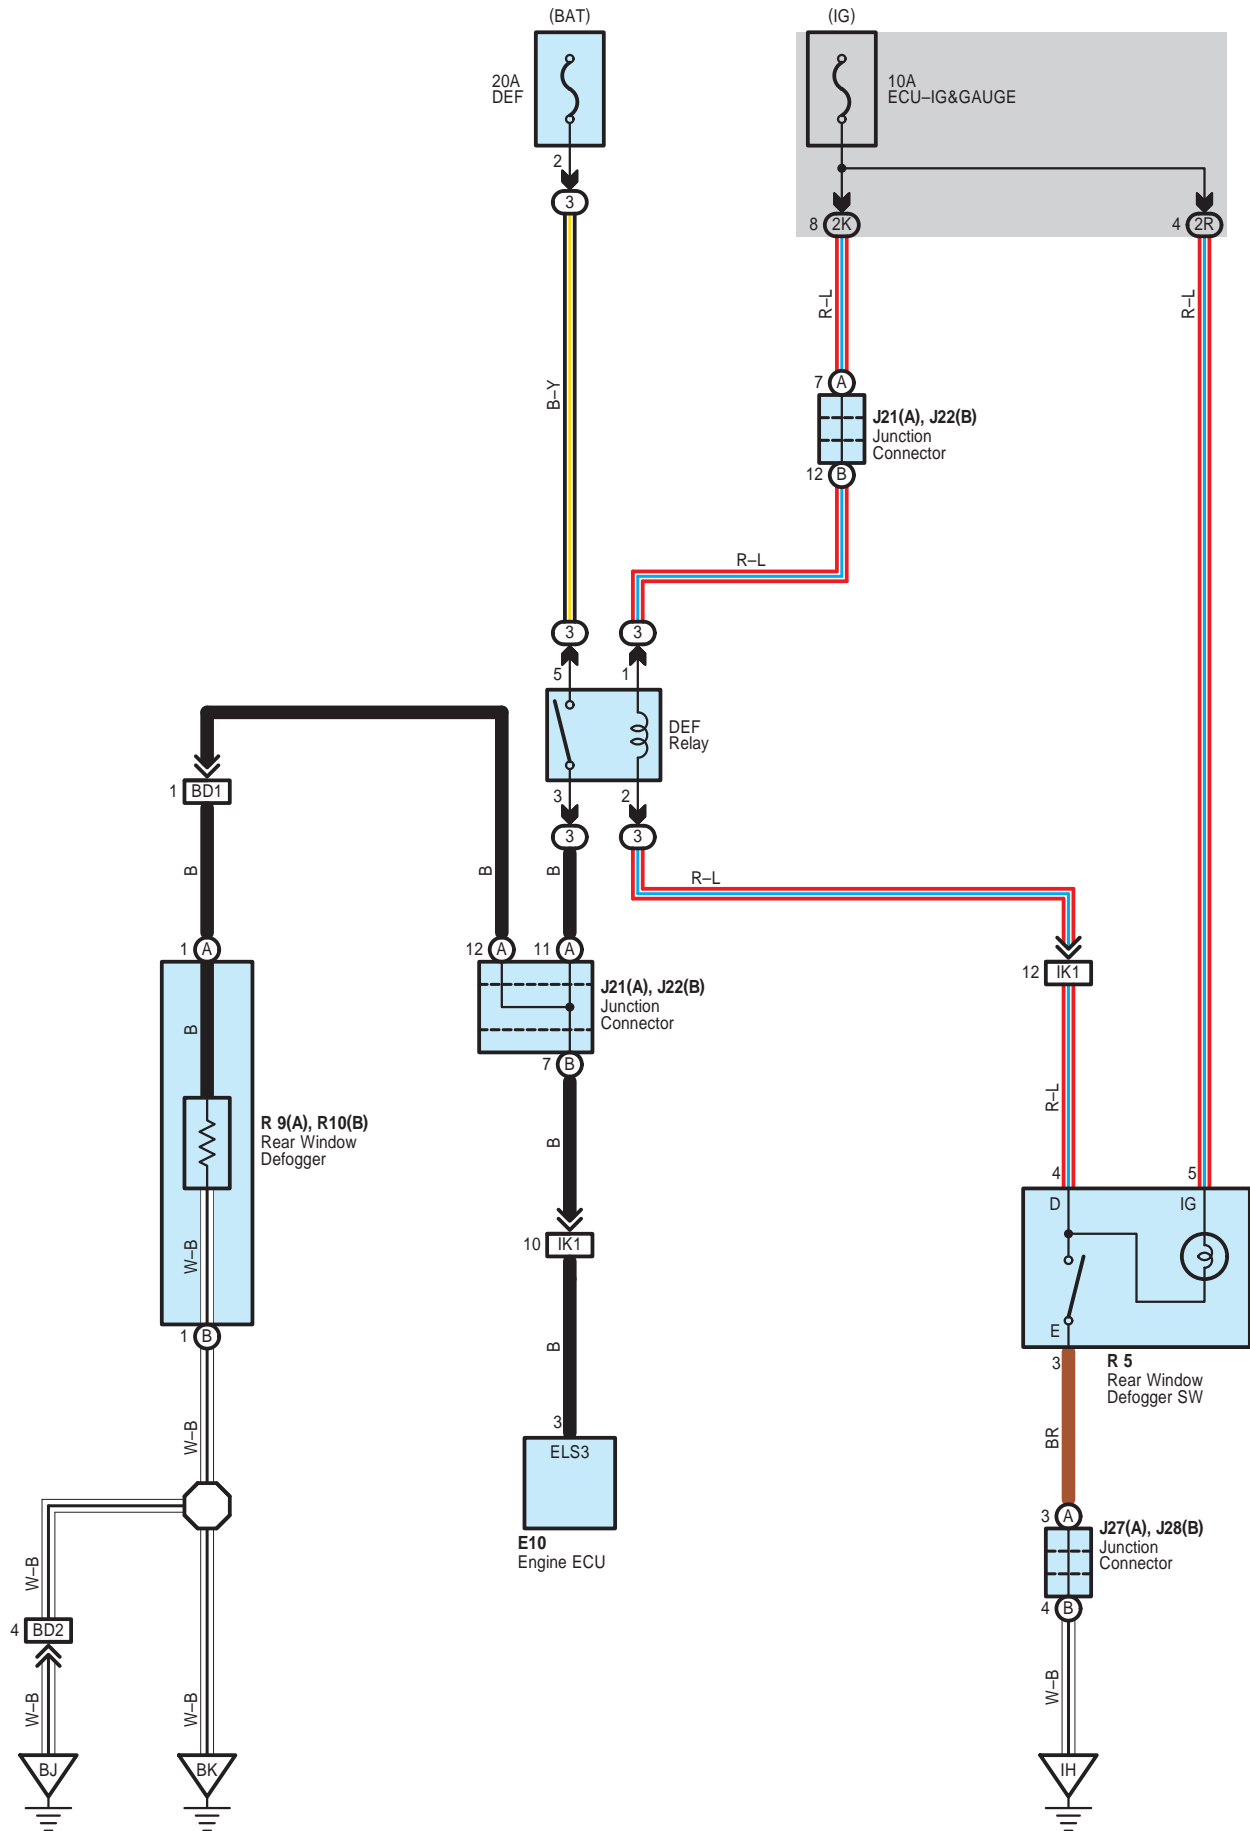 (BAT)
(IG)
20A
DEF
10A
ECU–IG&GAUGE
2
3
8 2K
4 2R
R–L
R–L
B–Y
7 A
J21(A), J22(B)
Junction
Connector
12 B
R–L
3
3
5
1
DEF
Relay
3
2
3
3
1 BD1
B
B
B
R–L
1 A
12 A
11 A
12 IK1
J21(A), J22(B)
Junction
Connector
B
7 B
R–L
R 9(A), R10(B)
Rear Window
Defogger
B
4
5
D
IG
W–B
10 IK1
1 B
E
B
3
R 5
Rear Window
Defogger SW
W–B
3
BR
ELS3
3 A
J27(A), J28(B)
Junction
Connector
E10
Engine ECU
W–B
4 B
4 BD2
W–B
W–B
W–B
BJ
BK
IH